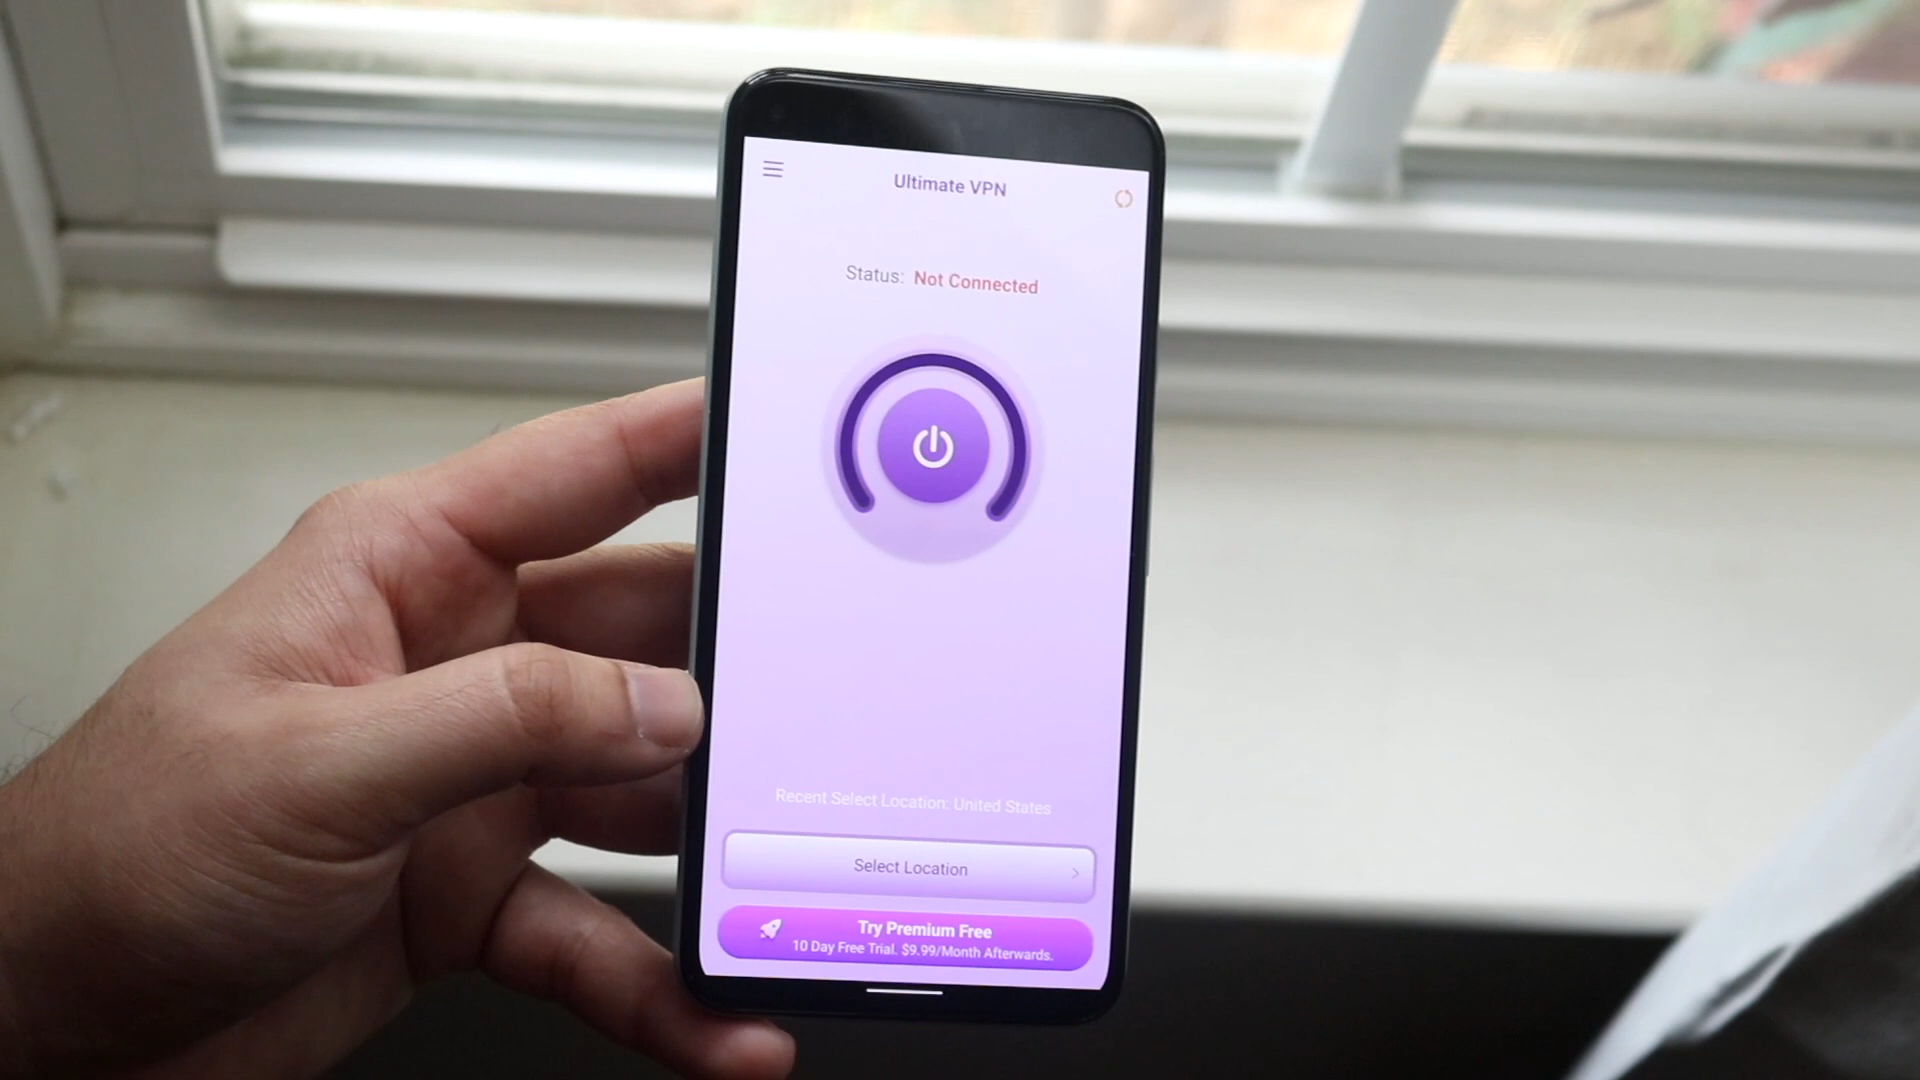 Ultimate VPN
Status: Not Connected
Recent Select Location: United States
Select Location
Try Premium Free
10 Day Free Trial. $9.99/Month Afterwards.